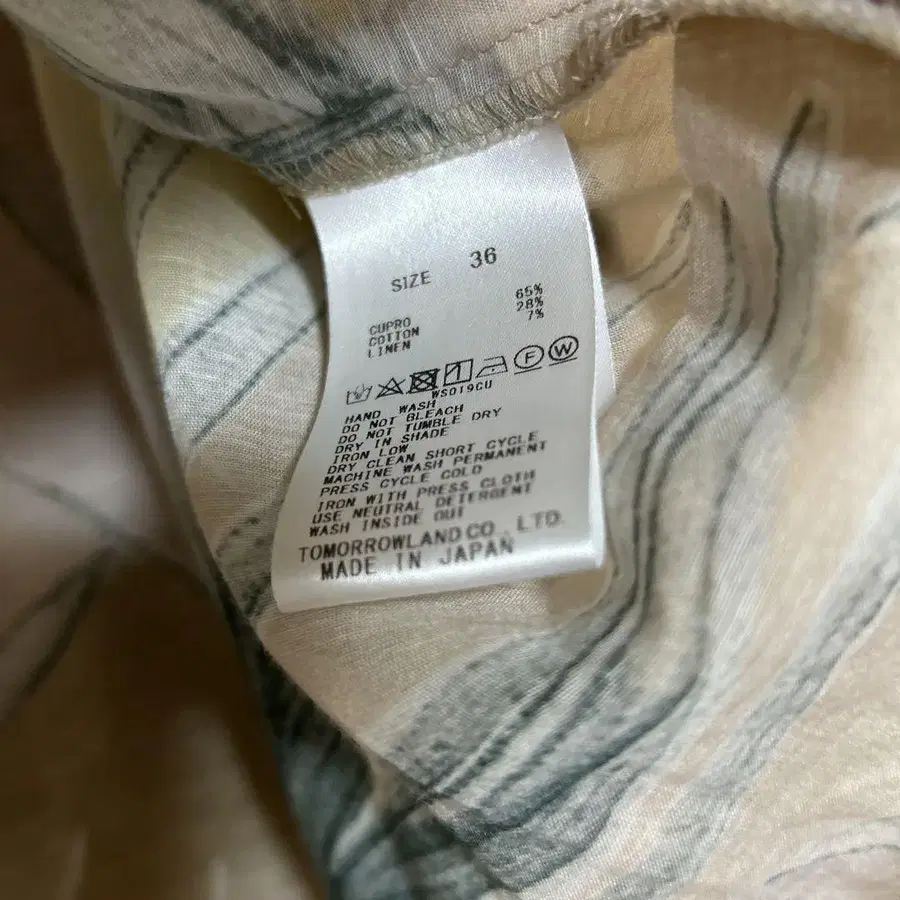 SIZE 36
CUPRO 65%
COTTON 28%
LINEN 7%
F W
WS019CU
HAND WASH
DO NOT BLEACH
DO NOT TUMBLE DRY
DRY IN SHADE
IRON LOW
DRY CLEAN SHORT CYCLE
MACHINE WASH PERMANENT
PRESS CYCLE COLD
IRON WITH PRESS CLOTH
USE NEUTRAL DETERGENT
WASH INSIDE OUT
TOMORROWLAND CO., LTD.
MADE IN JAPAN